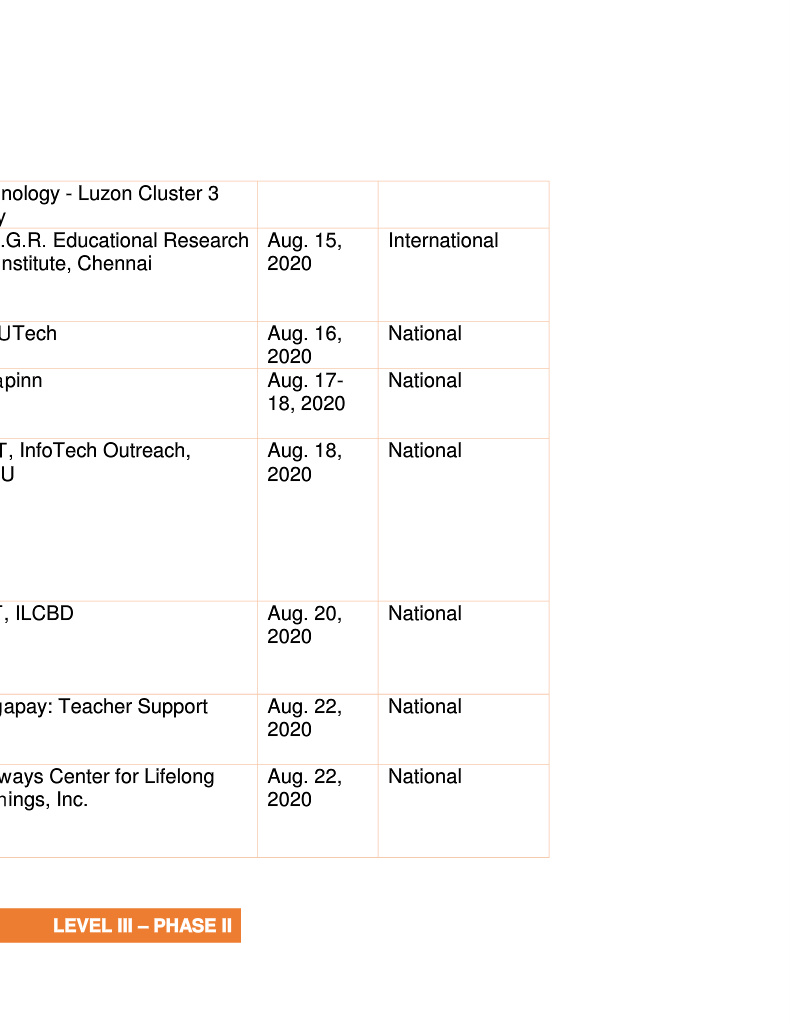 nology - Luzon Cluster 3
y
.G.R. Educational Research Aug. 15, International
nstitute, Chennai 2020
UTech Aug. 16, National
2020
apinn Aug. 17- National
18, 2020
T, InfoTech Outreach, Aug. 18, National
U 2020
, ILCBD Aug. 20, National
2020
gapay: Teacher Support Aug. 22, National
2020
ways Center for Lifelong Aug. 22, National
nings, Inc. 2020
LEVEL III – PHASE II